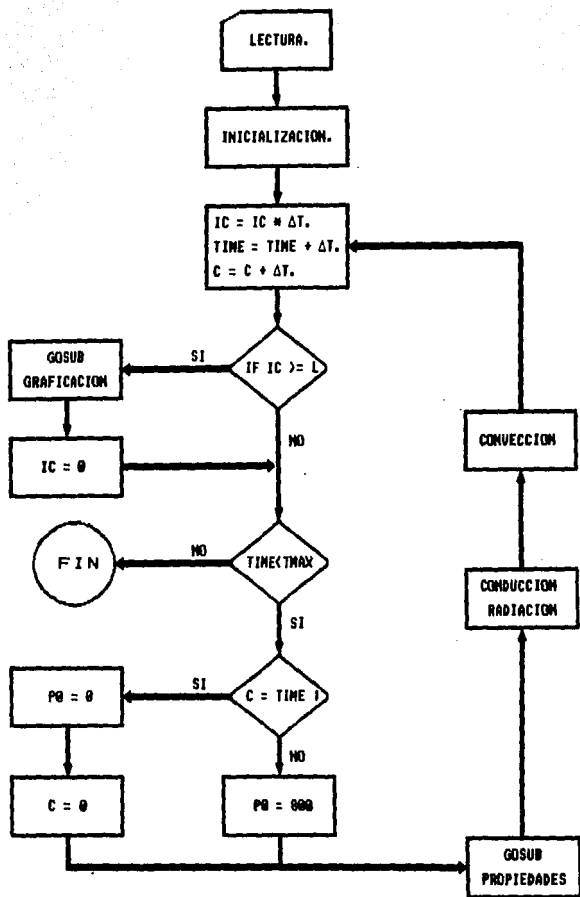 LECTURA.
INICIALIZACION.
IC = IC * ΔT.
TIME = TIME + ΔT.
C = C + ΔT.
IF IC >= L
SI
GOSUB
GRAFICACION
NO
IC = 0
TIME<TMAX
NO
FIN
SI
C = TIME 1
SI
P0 = 0
NO
C = 0
P0 = 800
GOSUB
PROPIEDADES
CONDUCCION
RADIACION
CONVECCION